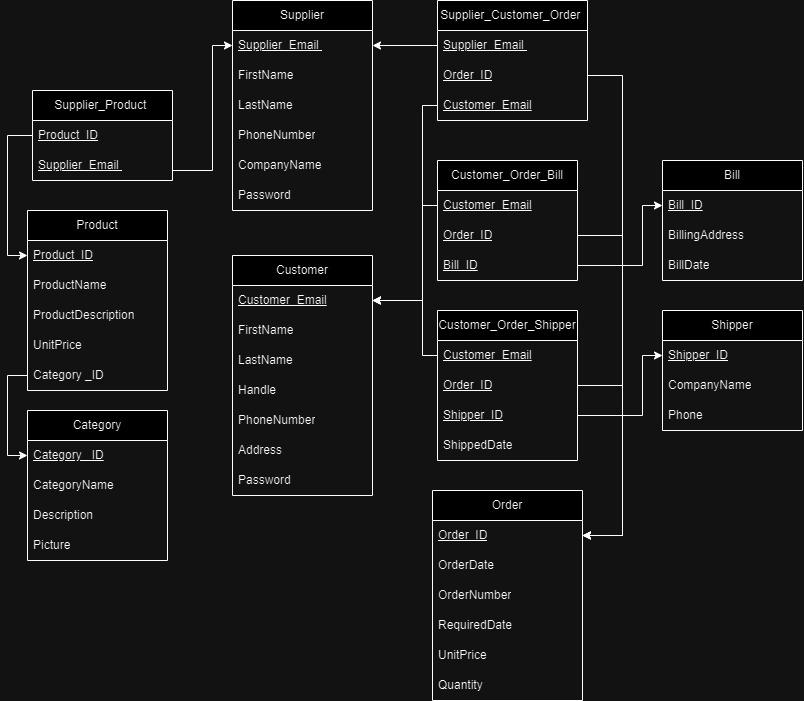 Supplier
Supplier_Email
FirstName
LastName
PhoneNumber
CompanyName
Password
Supplier_Customer_Order
Supplier_Email
Order_ID
Customer_Email
Supplier_Product
Product_ID
Supplier_Email
Customer_Order_Bill
Customer_Email
Order_ID
Bill_ID
Bill
Bill_ID
BillingAddress
BillDate
Product
Product_ID
ProductName
ProductDescription
UnitPrice
Category _ID
Customer
Customer_Email
FirstName
LastName
Handle
PhoneNumber
Address
Password
Customer_Order_Shipper
Customer_Email
Order_ID
Shipper_ID
ShippedDate
Shipper
Shipper_ID
CompanyName
Phone
Category
Category _ID
CategoryName
Description
Picture
Order
Order_ID
OrderDate
OrderNumber
RequiredDate
UnitPrice
Quantity